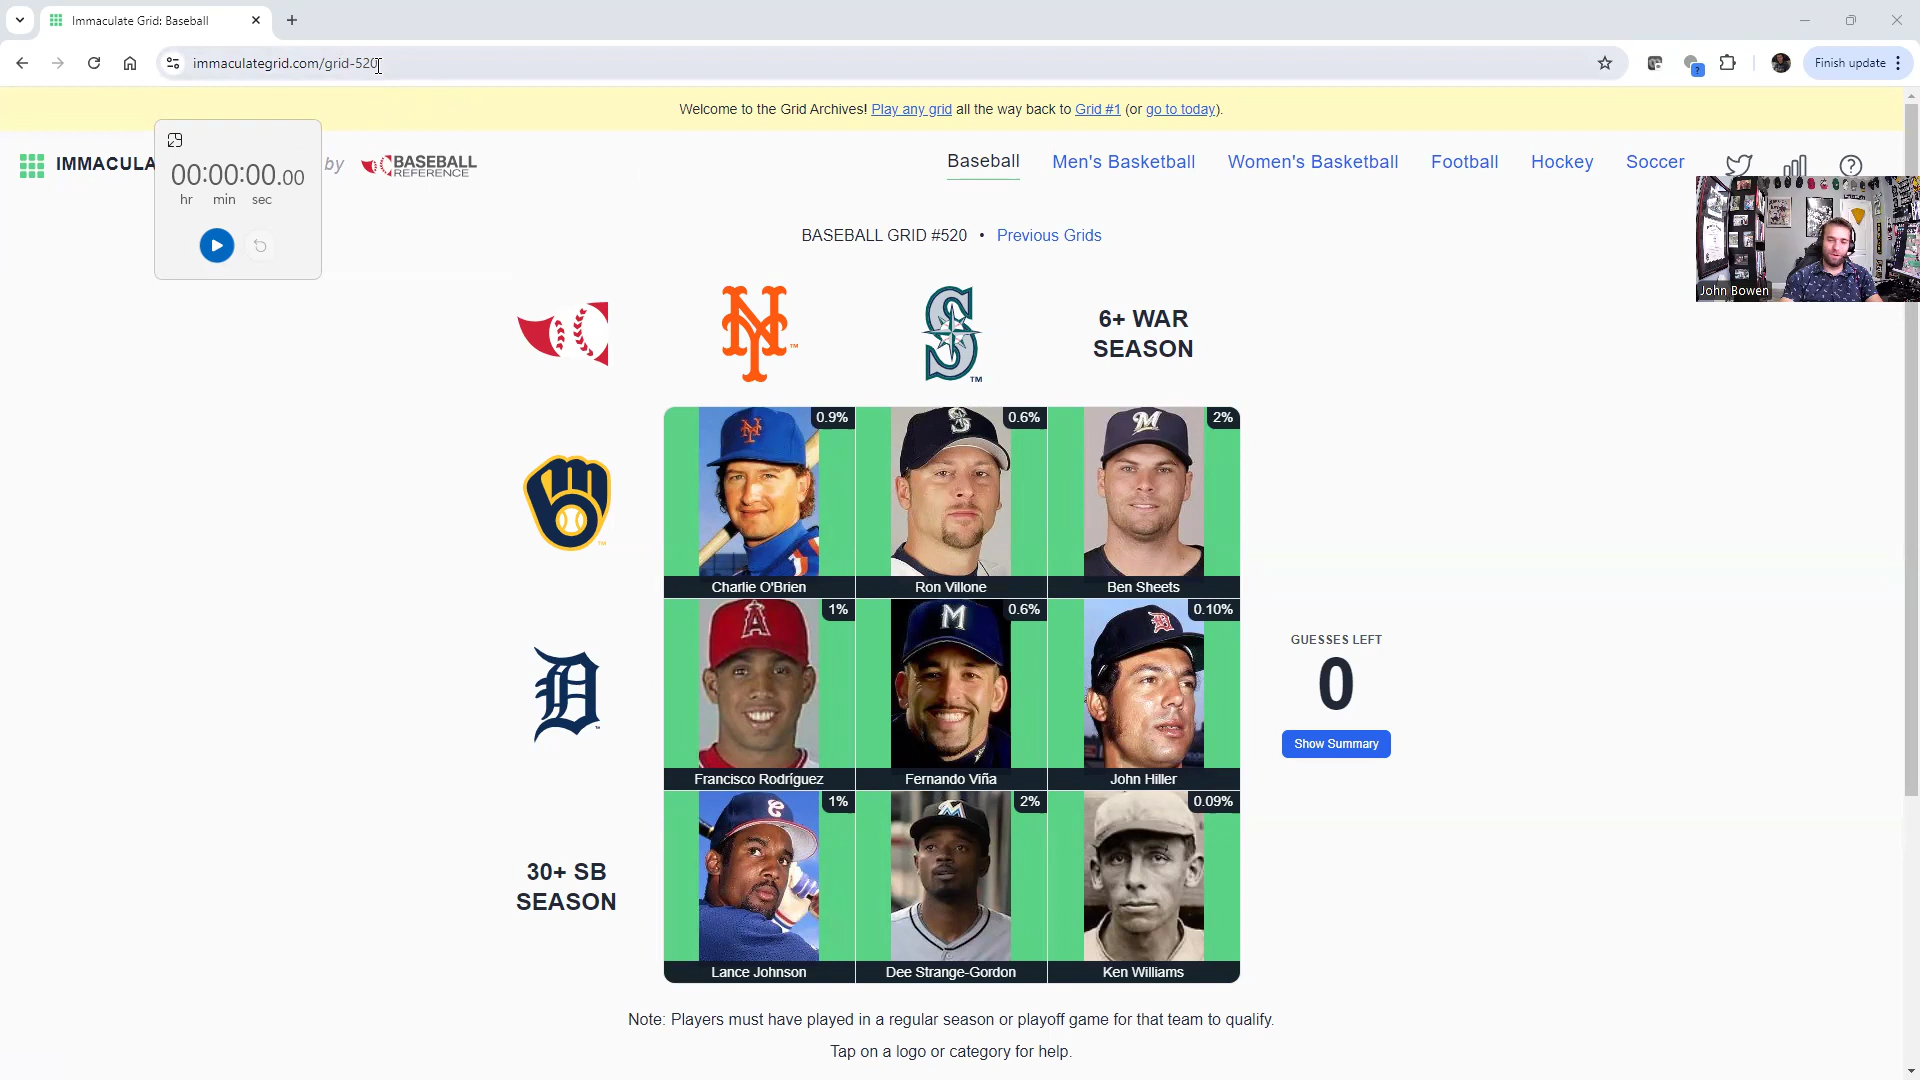 Immaculate Grid: Baseball
immaculategrid.com/grid-520
Finish update
Welcome to the Grid Archives! Play any grid all the way back to Grid #1 (or go to today).
00:00:00.00
hr min sec
IMMACULA
by
BASEBALL
REFERENCE
Baseball
Men's Basketball
Women's Basketball
Football
Hockey
Soccer
John Bowen
BASEBALL GRID #520 • Previous Grids
6+ WAR
SEASON
0.9%
0.6%
2%
Charlie O'Brien
Ron Villone
Ben Sheets
1%
0.6%
0.10%
Francisco Rodríguez
Fernando Viña
John Hiller
GUESSES LEFT
0
Show Summary
30+ SB
SEASON
1%
2%
0.09%
Lance Johnson
Dee Strange-Gordon
Ken Williams
Note: Players must have played in a regular season or playoff game for that team to qualify.
Tap on a logo or category for help.